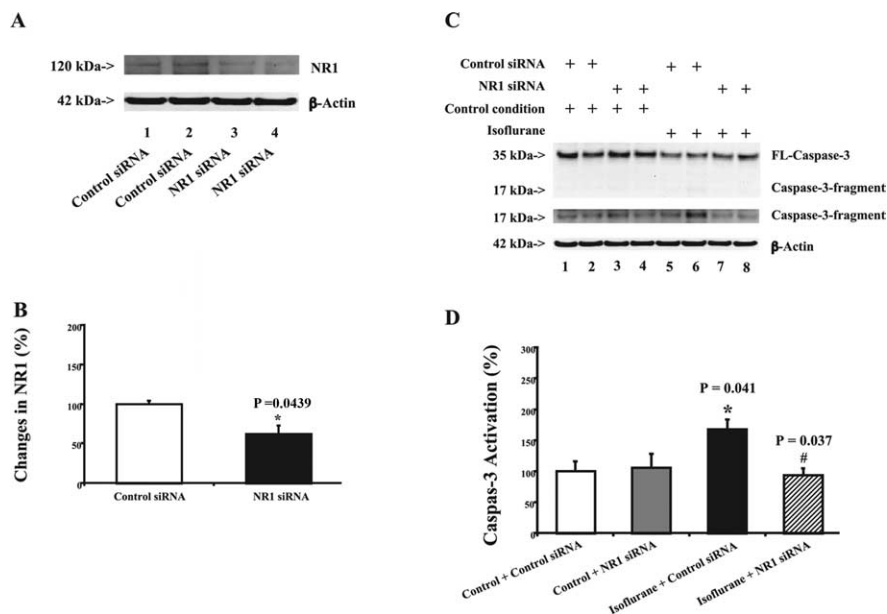 A
120 kDa-> NR1
42 kDa-> β-Actin
1 2 3 4
Control siRNA
Control siRNA
NR1 siRNA
NR1 siRNA
B
Changes in NR1 (%)
200
150
100
50
0
P =0.0439
*
Control siRNA NR1 siRNA
C
Control siRNA + + + +
NR1 siRNA + + + +
Control condition + + + +
Isoflurane + + + +
35 kDa-> FL-Caspase-3
17 kDa-> Caspase-3-fragment
17 kDa-> Caspase-3-fragment
42 kDa-> β-Actin
1 2 3 4 5 6 7 8
D
Caspas-3 Activation (%)
300
250
200
150
100
50
0
P = 0.041
*
P = 0.037
#
Control + Control siRNA
Control + NR1 siRNA
Isoflurane + Control siRNA
Isoflurane + NR1 siRNA